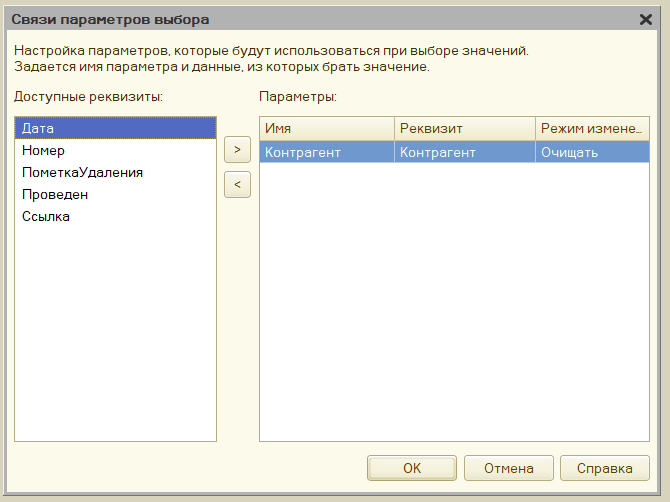 Связи параметров выбора
Настройка параметров, которые будут использоваться при выборе значений.
Задается имя параметра и данные, из которых брать значение.
Доступные реквизиты:
Дата
Номер
ПометкаУдаления
Проведен
Ссылка
>
<
Параметры:
Имя Реквизит Режим измене...
Контрагент Контрагент Очищать
OK Отмена Справка